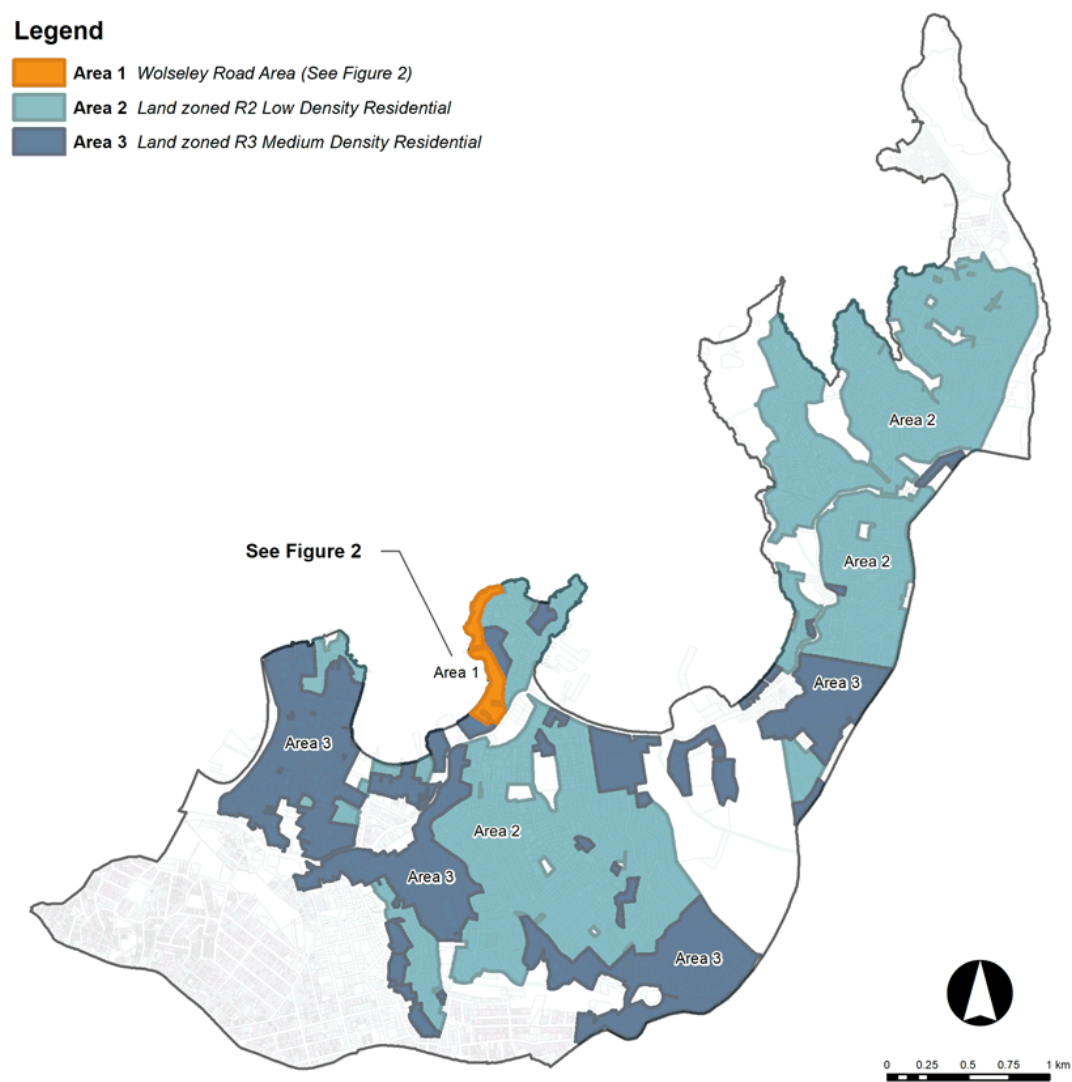 Legend
Area 1 Wolseley Road Area (See Figure 2)
Area 2 Land zoned R2 Low Density Residential
Area 3 Land zoned R3 Medium Density Residential
Area 2
See Figure 2
Area 2
Area 1
Area 3
Area 3
Area 2
Area 3
Area 3
0 0.25 0.5 0.75 1 km